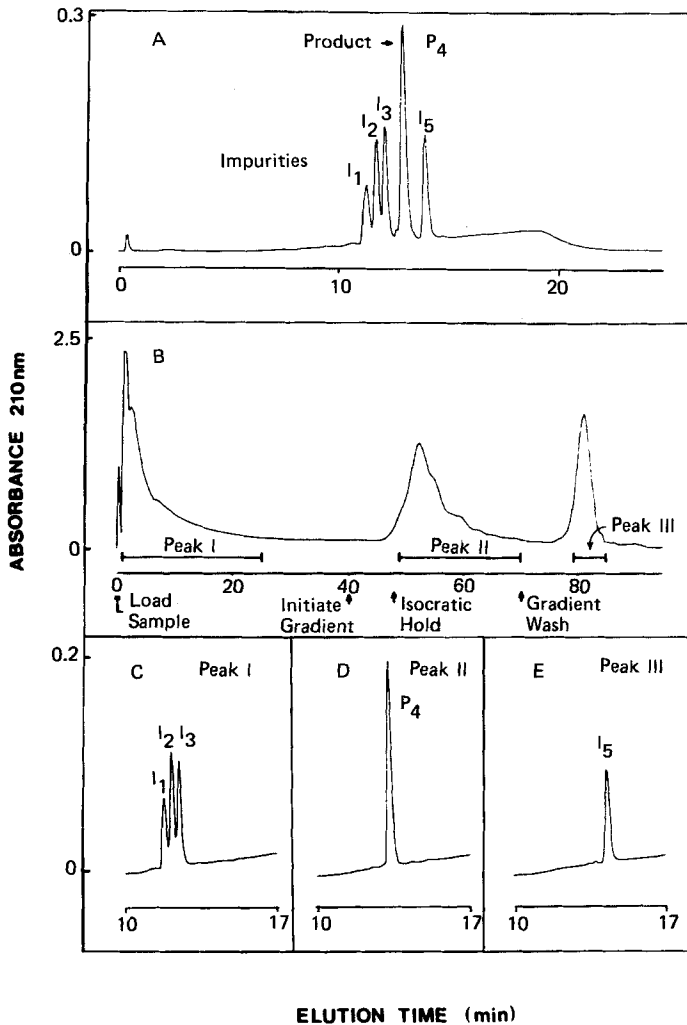 ABSORBANCE 210nm
0.3
A
Product
P4
I1
I2
I3
I5
Impurities
0
0
10
20
2.5
B
0
Peak I
Peak II
Peak III
0
20
40
60
80
Load
Sample
Initiate
Gradient
Isocratic
Hold
Gradient
Wash
0.2
0
C
Peak I
I1
I2
I3
10
17
D
Peak II
P4
10
17
E
Peak III
I5
10
17
ELUTION TIME (min)